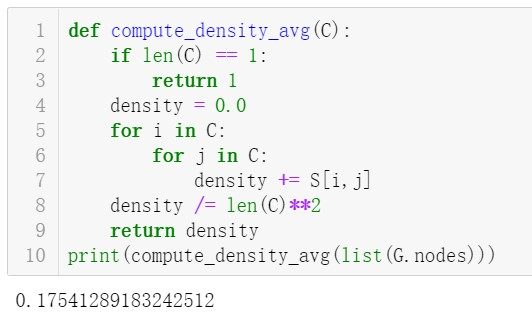 1 def compute_density_avg(C):
2     if len(C) == 1:
3         return 1
4     density = 0.0
5     for i in C:
6         for j in C:
7             density += S[i,j]
8     density /= len(C)**2
9     return density
10 print(compute_density_avg(list(G.nodes)))
0.17541289183242512